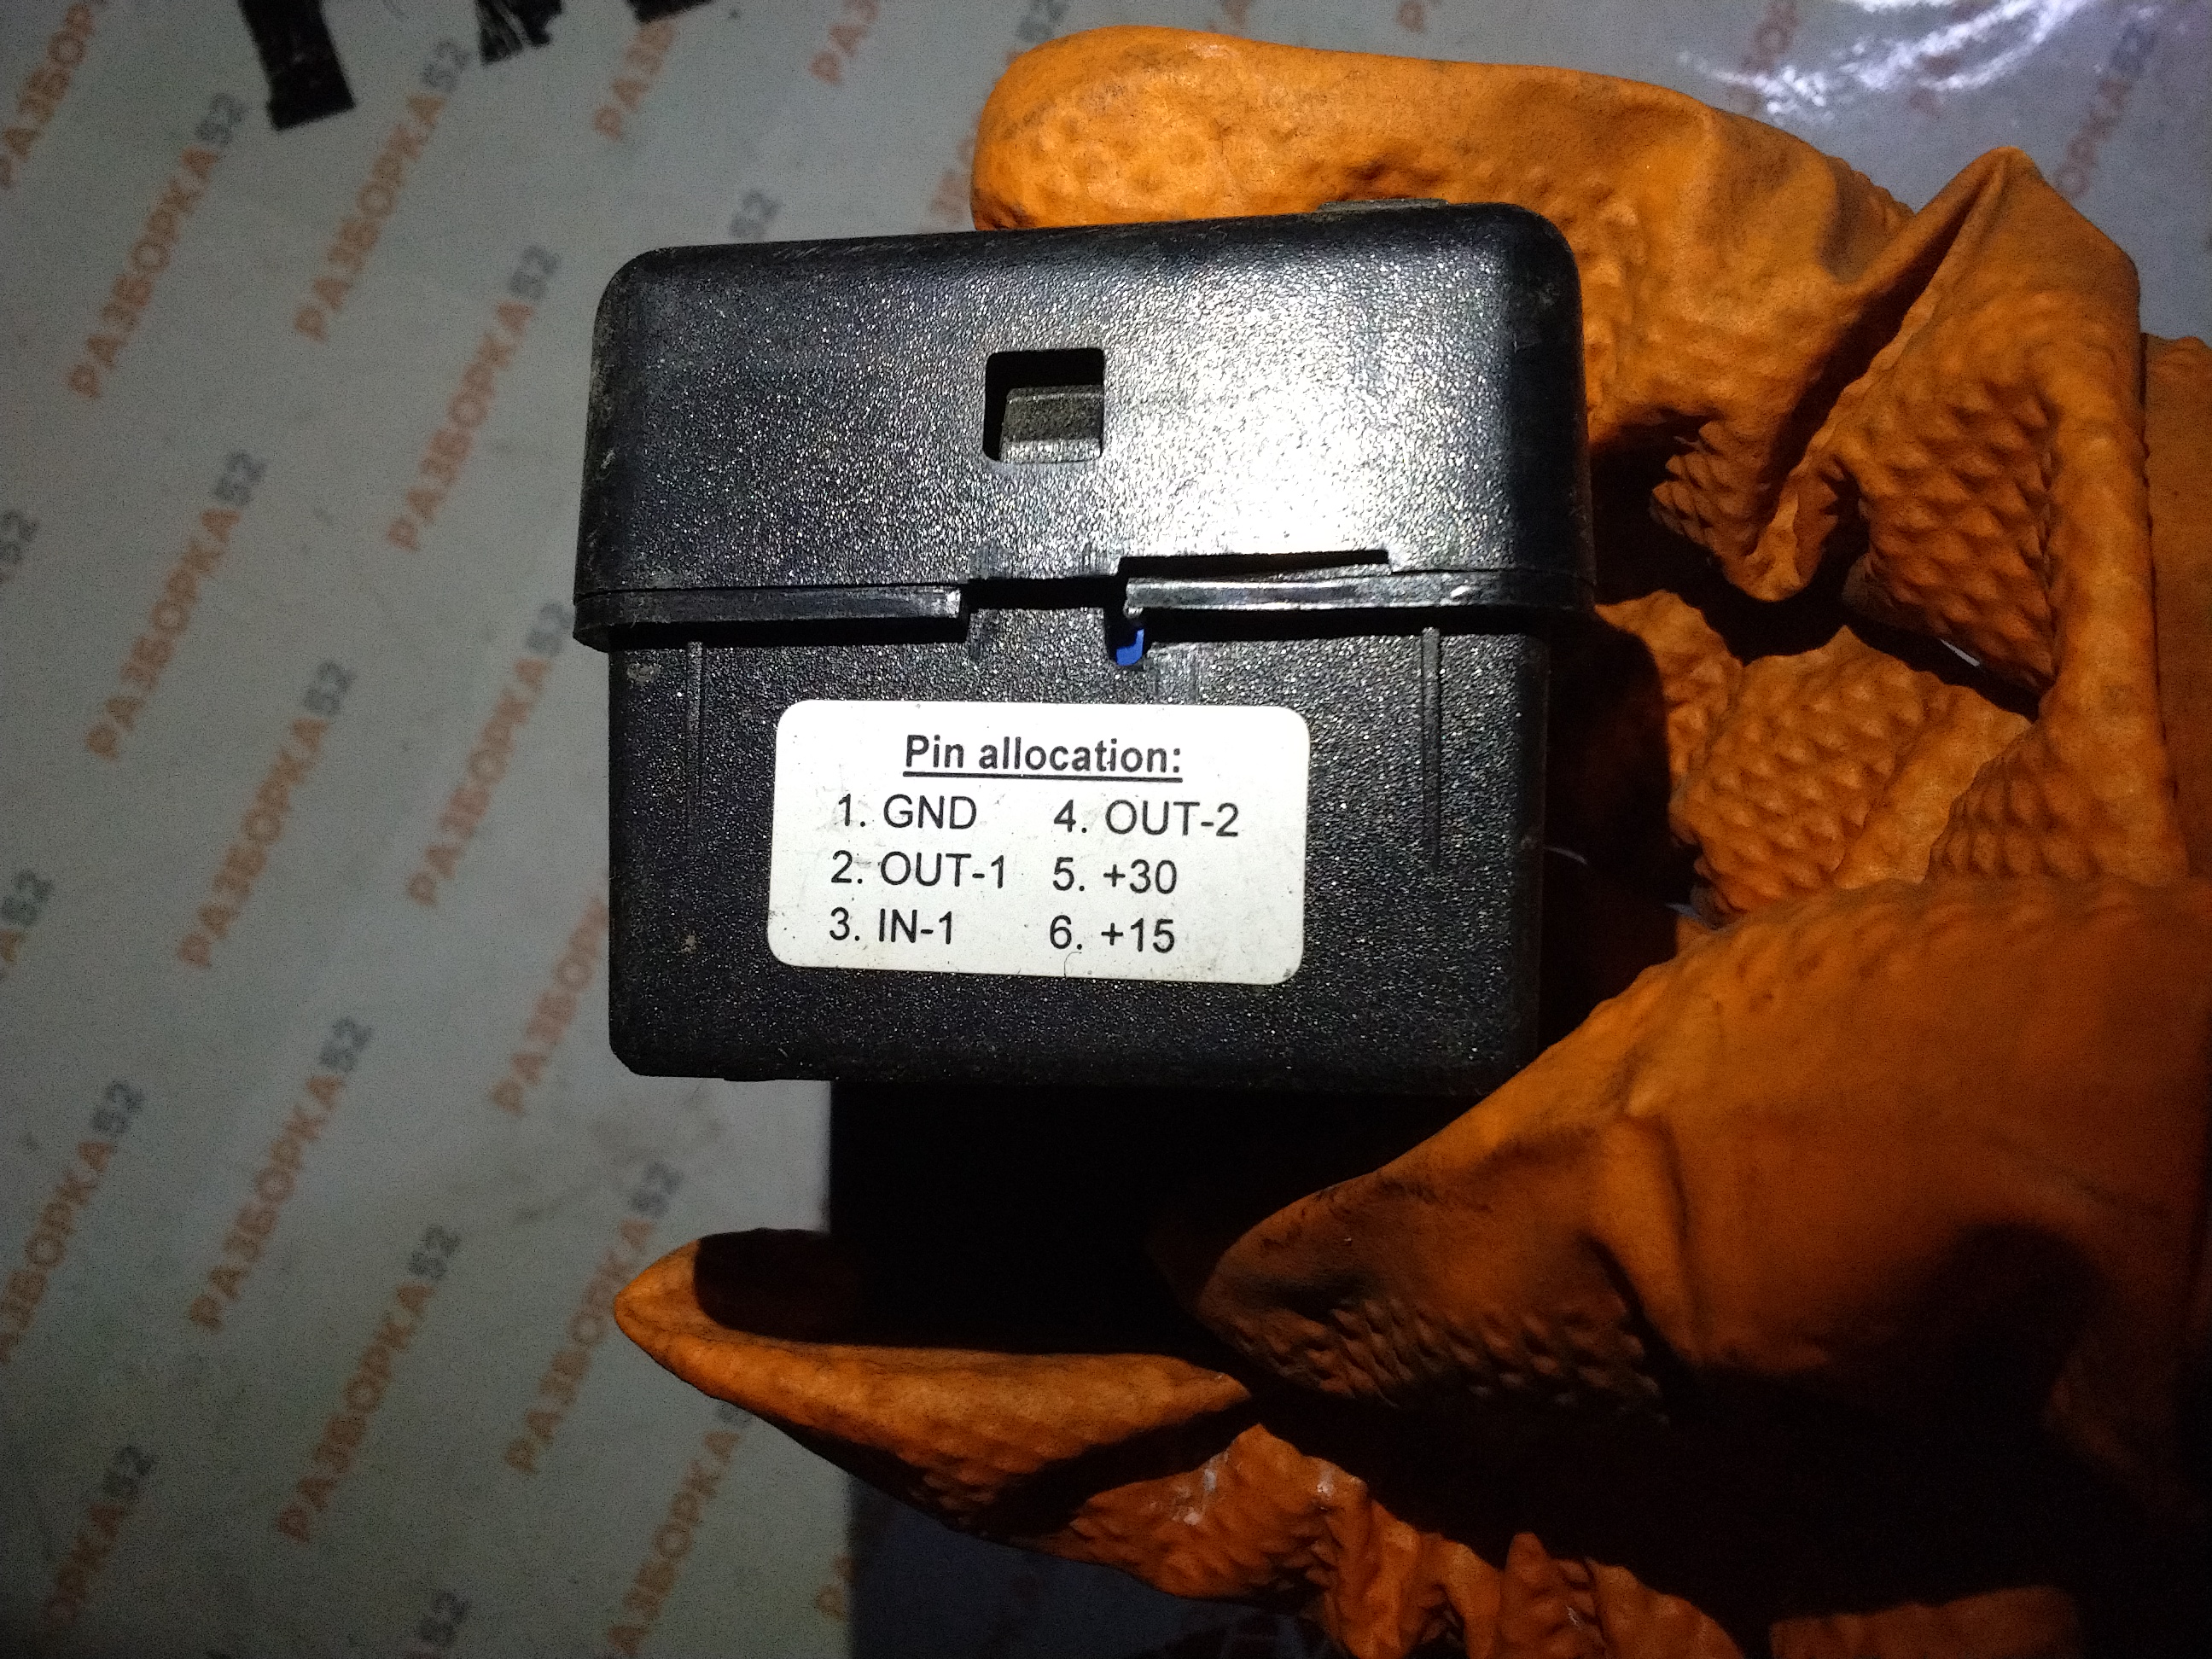 РАЗБОРКА52
Pin allocation:
1. GND 4. OUT-2
2. OUT-1 5. +30
3. IN-1 6. +15